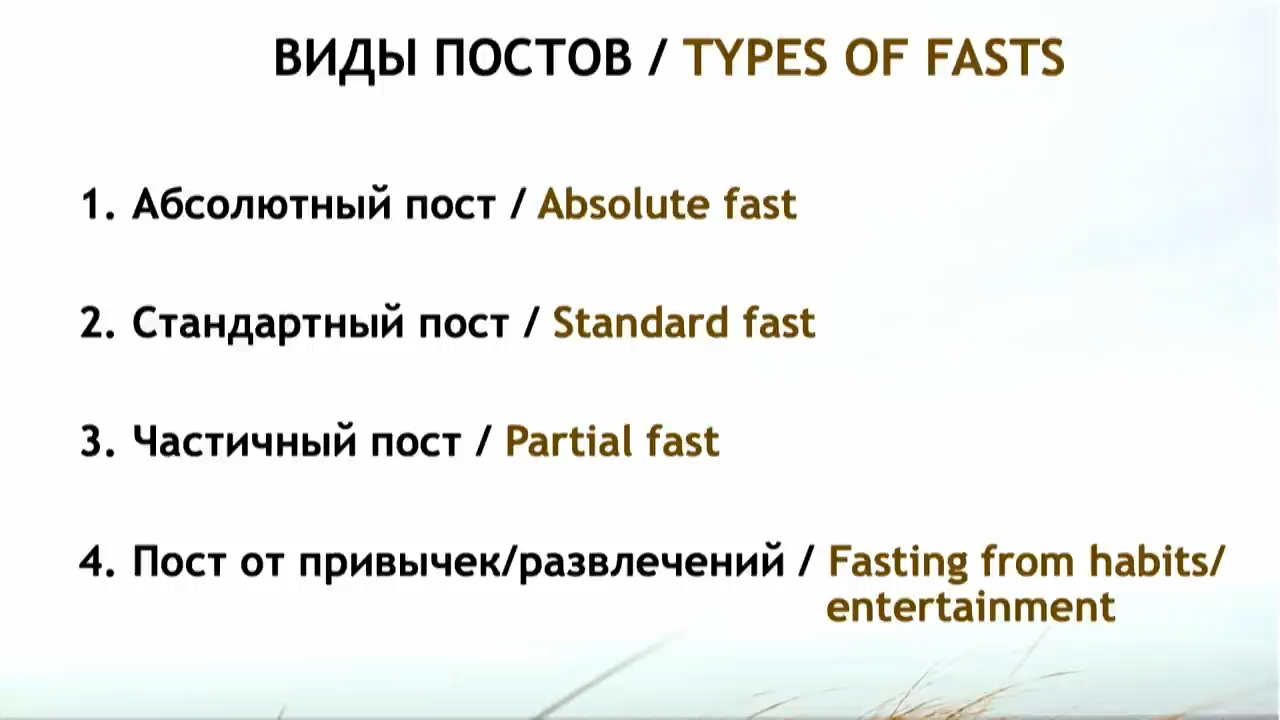 ВИДЫ ПОСТОВ / TYPES OF FASTS
1. Абсолютный пост / Absolute fast
2. Стандартный пост / Standard fast
3. Частичный пост / Partial fast
4. Пост от привычек/развлечений / Fasting from habits/
entertainment